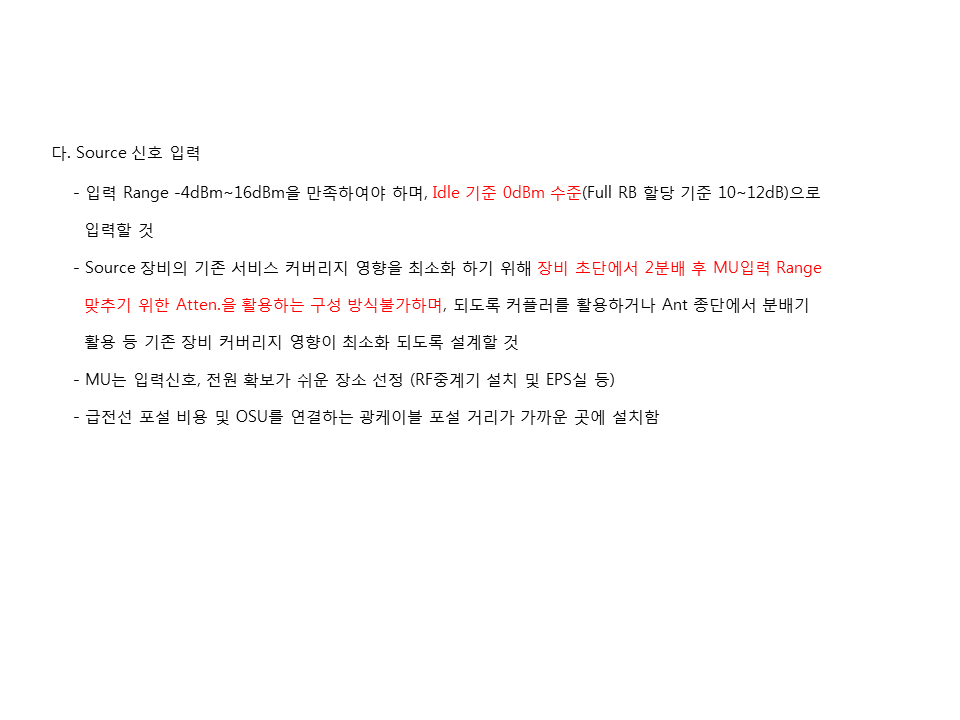 다. Source 신호 입력
- 입력 Range -4dBm~16dBm을 만족하여야 하며, Idle 기준 0dBm 수준(Full RB 할당 기준 10~12dB)으로
입력할 것
- Source 장비의 기존 서비스 커버리지 영향을 최소화 하기 위해 장비 초단에서 2분배 후 MU입력 Range
맞추기 위한 Atten.을 활용하는 구성 방식불가하며, 되도록 커플러를 활용하거나 Ant 종단에서 분배기
활용 등 기존 장비 커버리지 영향이 최소화 되도록 설계할 것
- MU는 입력신호, 전원 확보가 쉬운 장소 선정 (RF중계기 설치 및 EPS실 등)
- 급전선 포설 비용 및 OSU를 연결하는 광케이블 포설 거리가 가까운 곳에 설치함